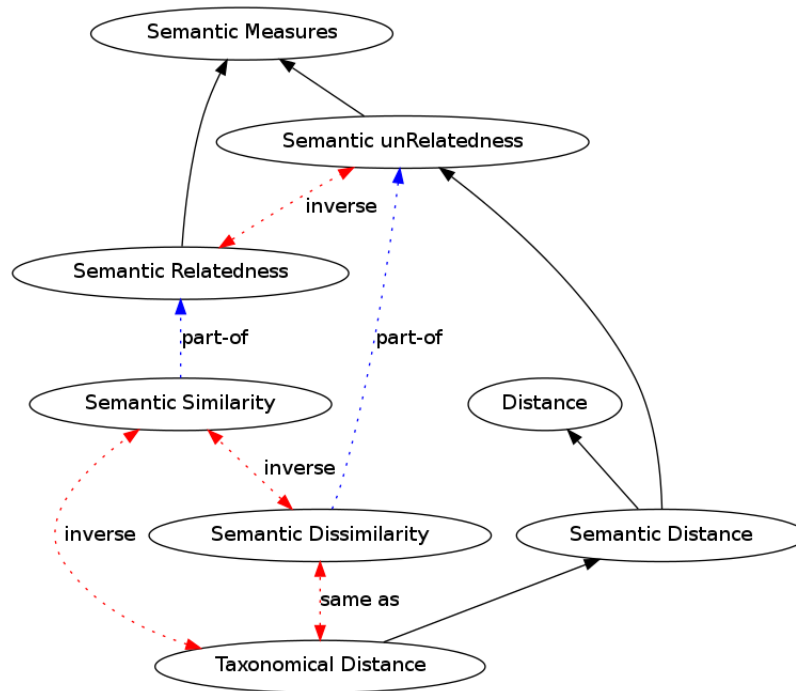 Semantic Measures
Semantic unRelatedness
inverse
Semantic Relatedness
part-of
part-of
Semantic Similarity
Distance
inverse
inverse
Semantic Dissimilarity
Semantic Distance
same as
Taxonomical Distance